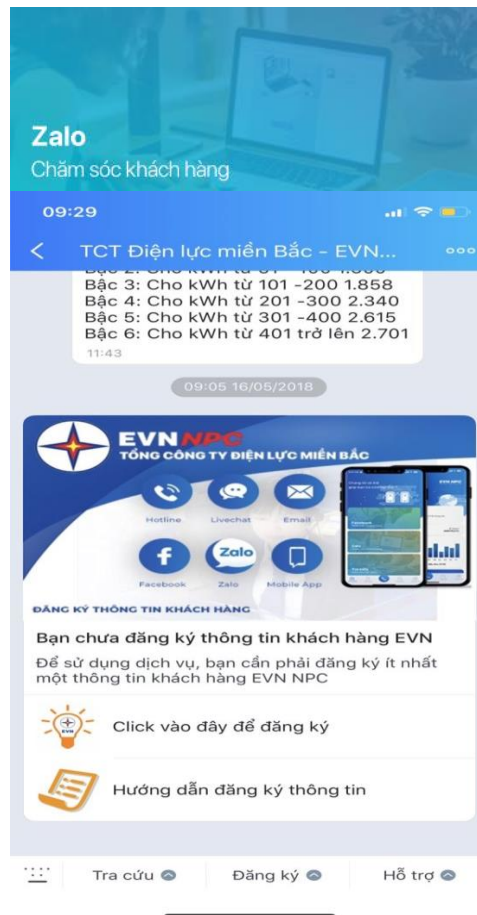 Zalo
Chăm sóc khách hàng
09:29
TCT Điện lực miền Bắc - EVN...
Bậc 3: Cho kWh từ 101 -200 1.858
Bậc 4: Cho kWh từ 201 -300 2.340
Bậc 5: Cho kWh từ 301 -400 2.615
Bậc 6: Cho kWh từ 401 trở lên 2.701
11:43
09:05 16/05/2018
EVNNPC
TỔNG CÔNG TY ĐIỆN LỰC MIỀN BẮC
Hotline Livechat Email
Zalo
Facebook Zalo Mobile App
ĐĂNG KÝ THÔNG TIN KHÁCH HÀNG
Bạn chưa đăng ký thông tin khách hàng EVN
Để sử dụng dịch vụ, bạn cần phải đăng ký ít nhất
một thông tin khách hàng EVN NPC
Click vào đây để đăng ký
Hướng dẫn đăng ký thông tin
Tra cứu Đăng ký Hỗ trợ